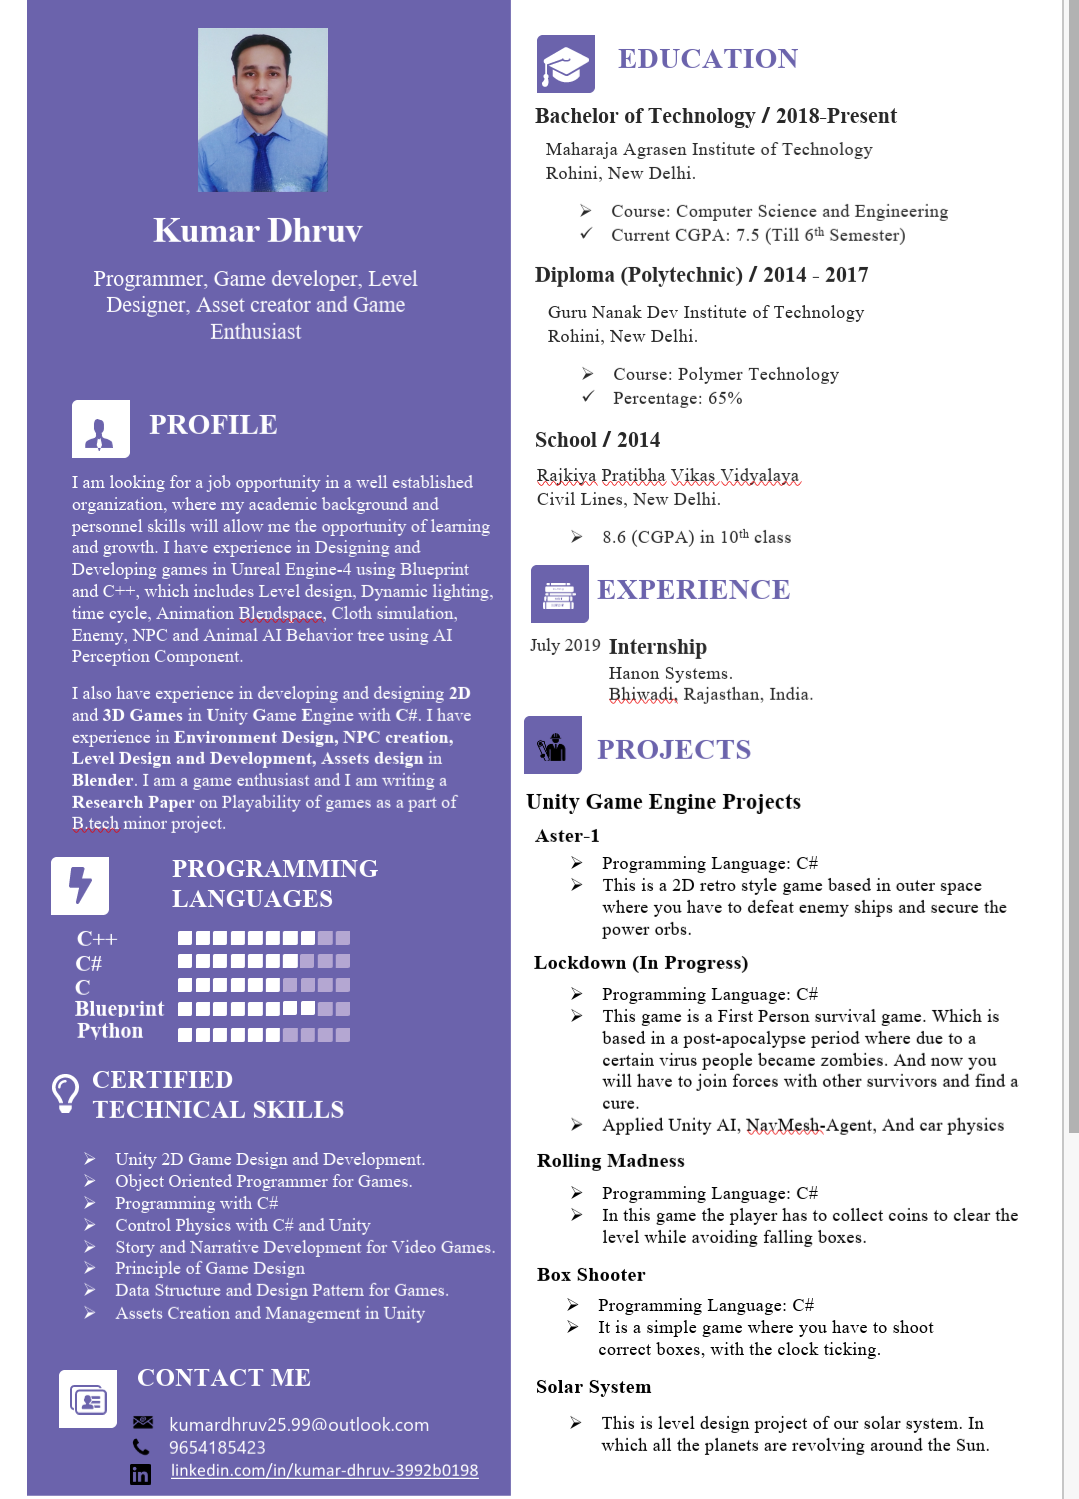 Kumar Dhruv
Programmer, Game developer, Level
Designer, Asset creator and Game
Enthusiast
PROFILE
I am looking for a job opportunity in a well established
organization, where my academic background and
personnel skills will allow me the opportunity of learning
and growth. I have experience in Designing and
Developing games in Unreal Engine-4 using Blueprint
and C++, which includes Level design, Dynamic lighting,
time cycle, Animation Blendspace, Cloth simulation,
Enemy, NPC and Animal AI Behavior tree using AI
Perception Component.
I also have experience in developing and designing 2D
and 3D Games in Unity Game Engine with C#. I have
experience in Environment Design, NPC creation,
Level Design and Development, Assets design in
Blender. I am a game enthusiast and I am writing a
Research Paper on Playability of games as a part of
B.tech minor project.
PROGRAMMING
LANGUAGES
C++
C#
C
Blueprint
Python
CERTIFIED
TECHNICAL SKILLS
Unity 2D Game Design and Development.
Object Oriented Programmer for Games.
Programming with C#
Control Physics with C# and Unity
Story and Narrative Development for Video Games.
Principle of Game Design
Data Structure and Design Pattern for Games.
Assets Creation and Management in Unity
CONTACT ME
kumardhruv25.99@outlook.com
9654185423
linkedin.com/in/kumar-dhruv-3992b0198
EDUCATION
Bachelor of Technology / 2018-Present
Maharaja Agrasen Institute of Technology
Rohini, New Delhi.
Course: Computer Science and Engineering
Current CGPA: 7.5 (Till 6th Semester)
Diploma (Polytechnic) / 2014 - 2017
Guru Nanak Dev Institute of Technology
Rohini, New Delhi.
Course: Polymer Technology
Percentage: 65%
School / 2014
Rajkiya Pratibha Vikas Vidyalaya
Civil Lines, New Delhi.
8.6 (CGPA) in 10th class
EXPERIENCE
July 2019 Internship
Hanon Systems.
Bhiwadi, Rajasthan, India.
PROJECTS
Unity Game Engine Projects
Aster-1
Programming Language: C#
This is a 2D retro style game based in outer space
where you have to defeat enemy ships and secure the
power orbs.
Lockdown (In Progress)
Programming Language: C#
This game is a First Person survival game. Which is
based in a post-apocalypse period where due to a
certain virus people became zombies. And now you
will have to join forces with other survivors and find a
cure.
Applied Unity AI, NavMesh-Agent, And car physics
Rolling Madness
Programming Language: C#
In this game the player has to collect coins to clear the
level while avoiding falling boxes.
Box Shooter
Programming Language: C#
It is a simple game where you have to shoot
correct boxes, with the clock ticking.
Solar System
This is level design project of our solar system. In
which all the planets are revolving around the Sun.